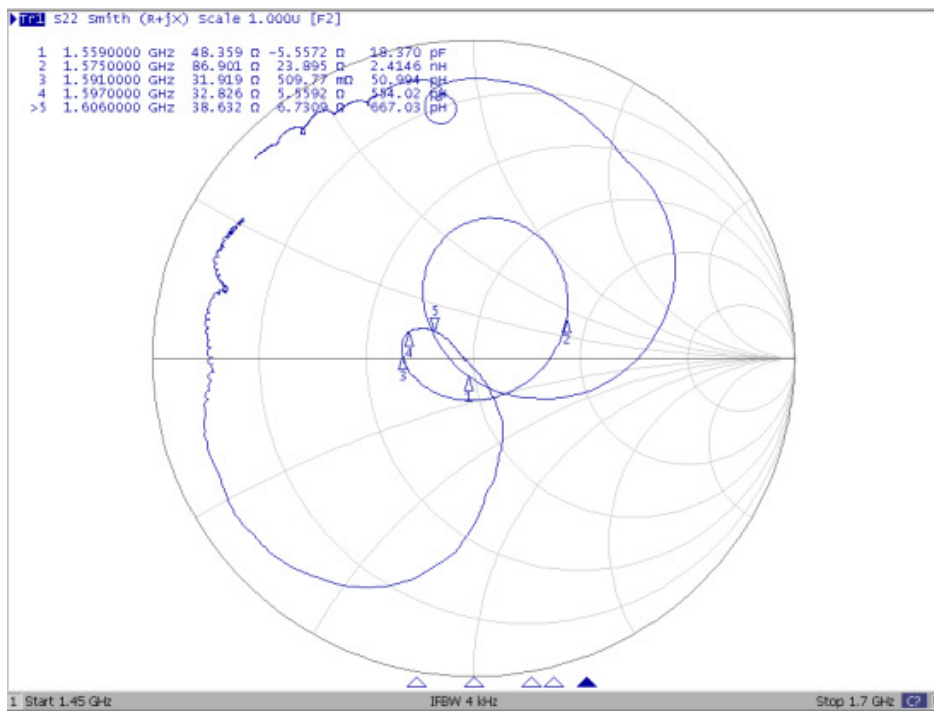 Tr1 S22 Smith (R+jX) Scale 1.000U [F2]
1 1.5590000 GHz 48.359 Ω -5.5572 Ω 18.370 pF
2 1.5750000 GHz 86.901 Ω 23.895 Ω 2.4146 nH
3 1.5910000 GHz 31.919 Ω 509.77 mΩ 50.994 pH
4 1.5970000 GHz 32.826 Ω 5.5592 Ω 554.02 pH
>5 1.6060000 GHz 38.632 Ω 6.7309 Ω 667.03 pH
5
2
4
3
1
1 Start 1.45 GHz IFBW 4 kHz Stop 1.7 GHz C?